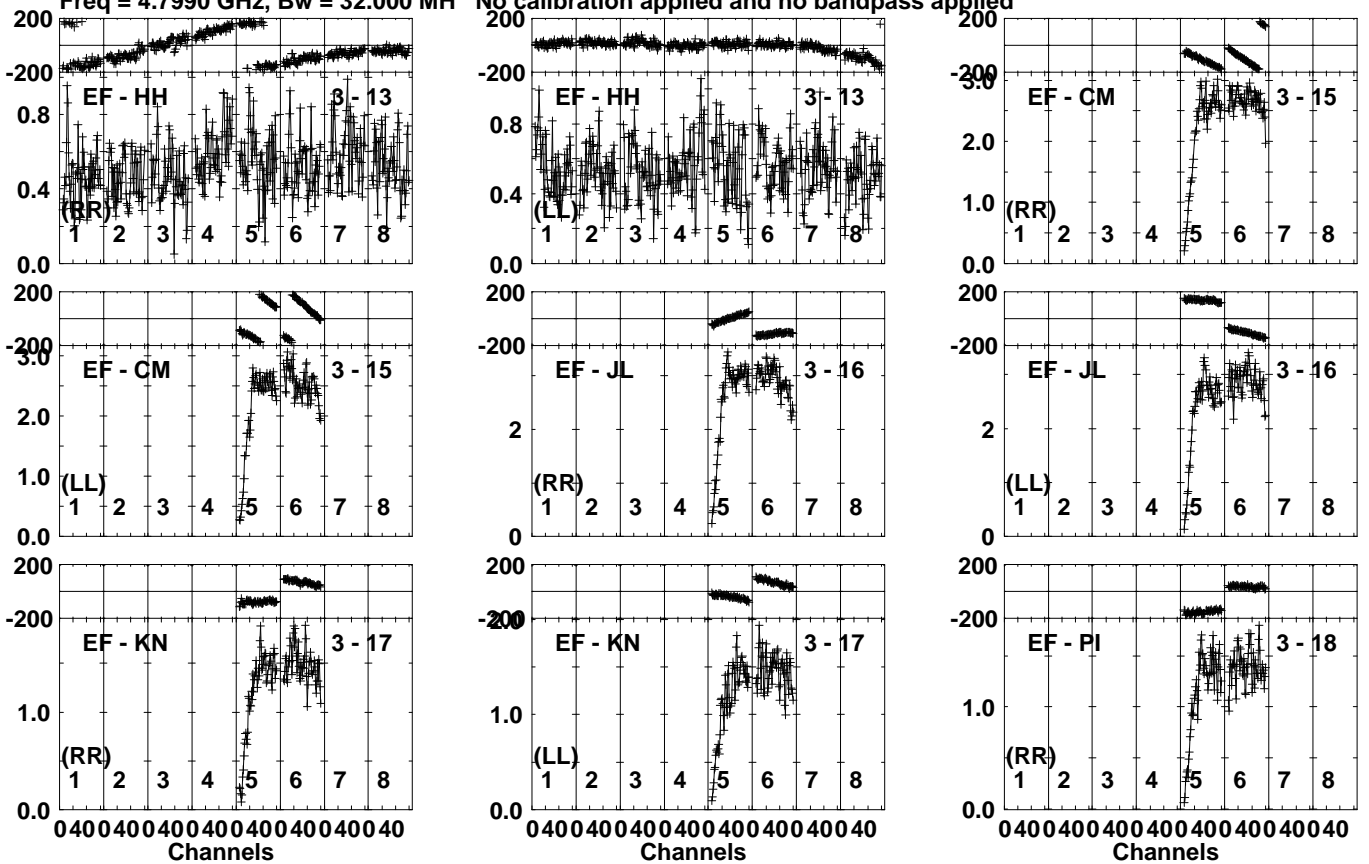 Freq = 4.7990 GHz, Bw = 32.000 MH No calibration applied and no bandpass applied
200 200 200
-200 -200 -200
EF - HH 3 - 13 EF - HH 3 - 13 3.0 EF - CM 3 - 15
0.8 0.8 2.0
0.4 0.4 1.0
(RR) (LL) (RR)
1 2 3 4 5 6 7 8 1 2 3 4 5 6 7 8 1 2 3 4 5 6 7 8
0.0 0.0 0.0
200 200 200
-200 -200 -200
3.0 EF - CM 3 - 15 EF - JL 3 - 16 EF - JL 3 - 16
2.0 2 2
1.0
(LL) (RR) (LL)
1 2 3 4 5 6 7 8 1 2 3 4 5 6 7 8 1 2 3 4 5 6 7 8
0.0 0 0
200 200 200
-200 -200 -200
2.0
EF - KN 3 - 17 EF - KN 3 - 17 EF - PI 3 - 18
1.0 1.0 1.0
(RR) (LL) (RR)
1 2 3 4 5 6 7 8 1 2 3 4 5 6 7 8 1 2 3 4 5 6 7 8
0.0 0.0 0.0
0 40 0 40 0 40 0 40 0 40 0 40 0 40 0 40 0 40 0 40 0 40 0 40 0 40 0 40 0 40 0 40 0 40 0 40 0 40 0 40 0 40 0 40 0 40 0 40
Channels Channels Channels